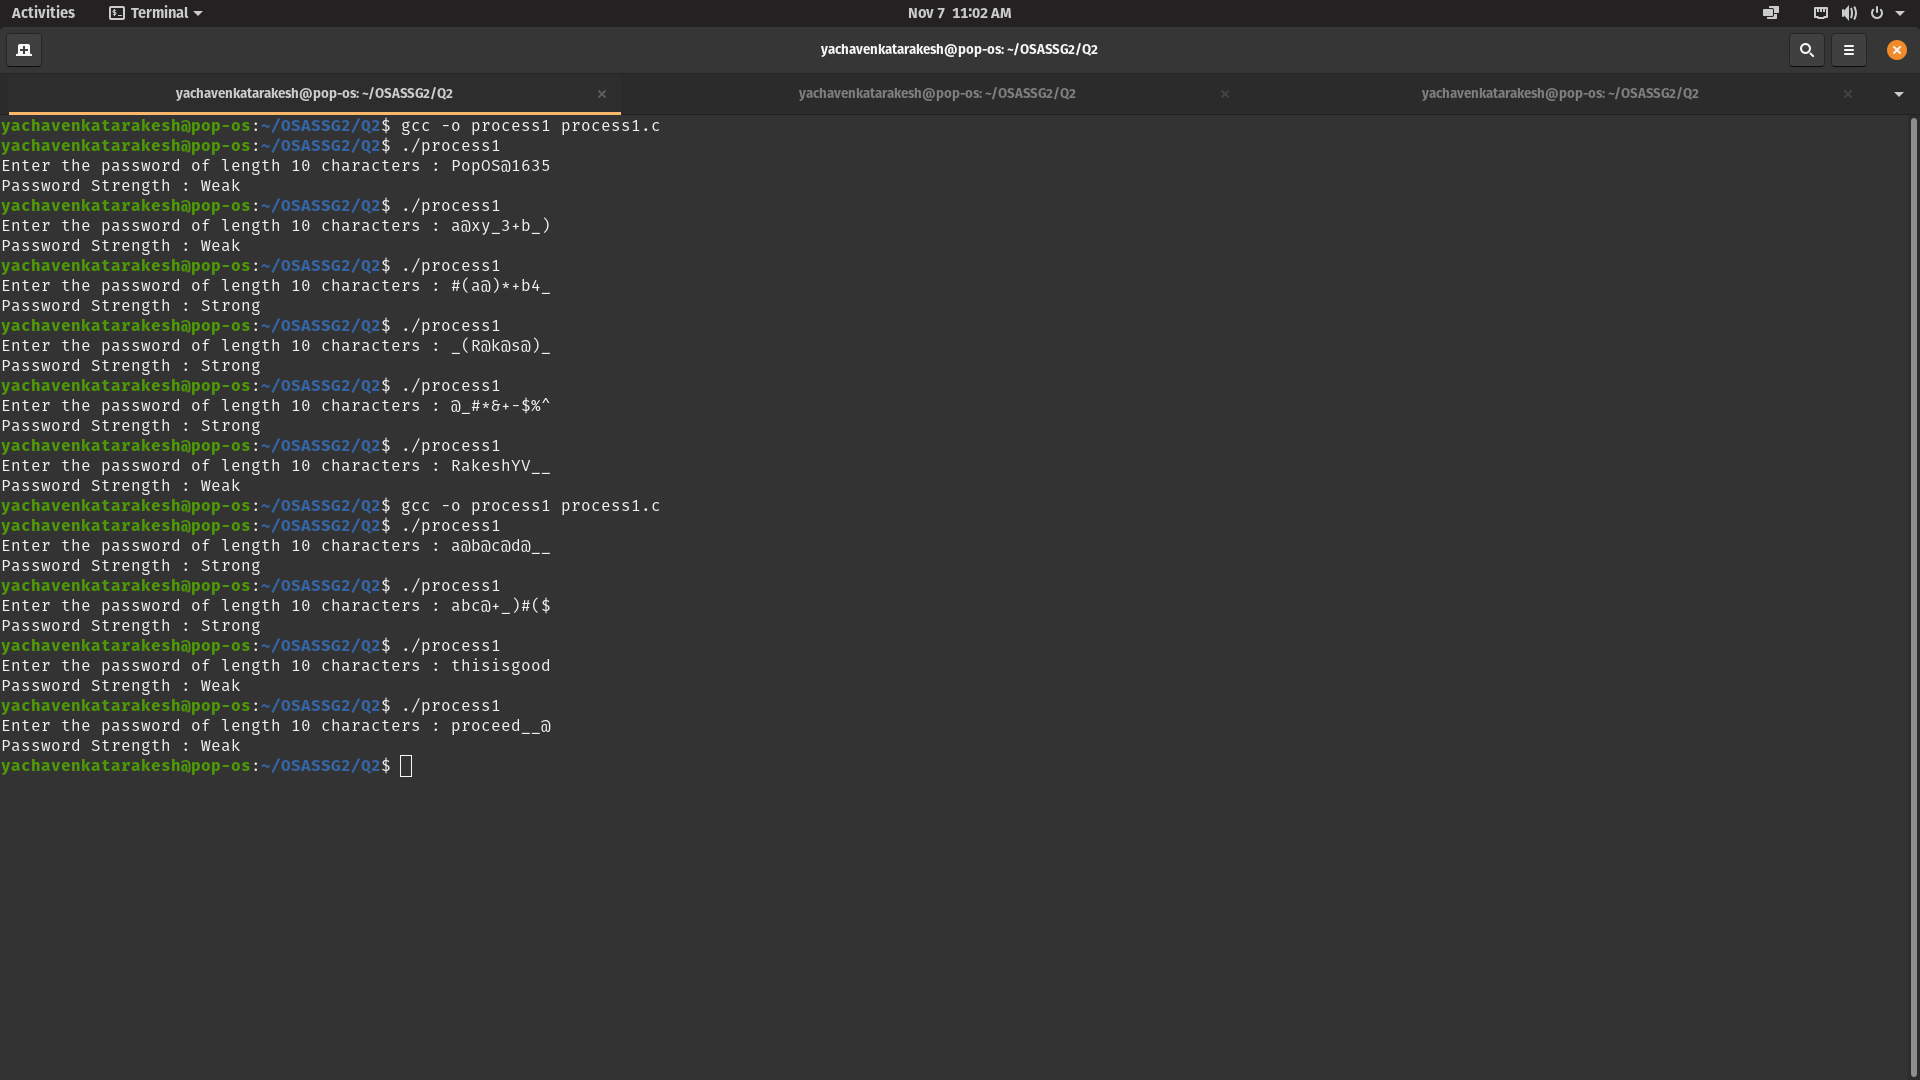 Activities Terminal Nov 7 11:02 AM
yachavenkatarakesh@pop-os: ~/OSASSG2/Q2
yachavenkatarakesh@pop-os: ~/OSASSG2/Q2 × yachavenkatarakesh@pop-os: ~/OSASSG2/Q2 × yachavenkatarakesh@pop-os: ~/OSASSG2/Q2 ×
yachavenkatarakesh@pop-os:~/OSASSG2/Q2$ gcc -o process1 process1.c
yachavenkatarakesh@pop-os:~/OSASSG2/Q2$ ./process1
Enter the password of length 10 characters : PopOS@1635
Password Strength : Weak
yachavenkatarakesh@pop-os:~/OSASSG2/Q2$ ./process1
Enter the password of length 10 characters : a@xy_3+b_)
Password Strength : Weak
yachavenkatarakesh@pop-os:~/OSASSG2/Q2$ ./process1
Enter the password of length 10 characters : #(a@)*+b4_
Password Strength : Strong
yachavenkatarakesh@pop-os:~/OSASSG2/Q2$ ./process1
Enter the password of length 10 characters : _(R@k@s@)_
Password Strength : Strong
yachavenkatarakesh@pop-os:~/OSASSG2/Q2$ ./process1
Enter the password of length 10 characters : @_#*&+-$%^
Password Strength : Strong
yachavenkatarakesh@pop-os:~/OSASSG2/Q2$ ./process1
Enter the password of length 10 characters : RakeshYV__
Password Strength : Weak
yachavenkatarakesh@pop-os:~/OSASSG2/Q2$ gcc -o process1 process1.c
yachavenkatarakesh@pop-os:~/OSASSG2/Q2$ ./process1
Enter the password of length 10 characters : a@b@c@d@__
Password Strength : Strong
yachavenkatarakesh@pop-os:~/OSASSG2/Q2$ ./process1
Enter the password of length 10 characters : abc@+_)#($
Password Strength : Strong
yachavenkatarakesh@pop-os:~/OSASSG2/Q2$ ./process1
Enter the password of length 10 characters : thisisgood
Password Strength : Weak
yachavenkatarakesh@pop-os:~/OSASSG2/Q2$ ./process1
Enter the password of length 10 characters : proceed__@
Password Strength : Weak
yachavenkatarakesh@pop-os:~/OSASSG2/Q2$